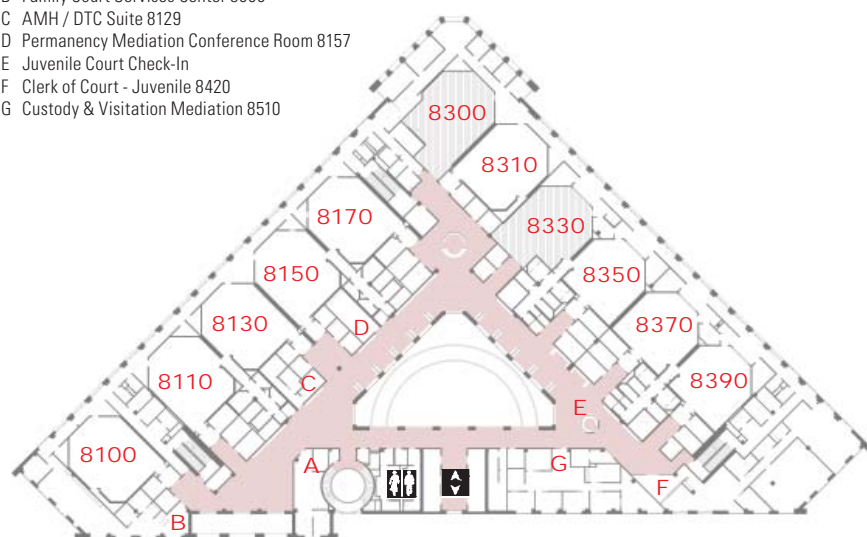 C AMH / DTC Suite 8129
D Permanency Mediation Conference Room 8157
E Juvenile Court Check-In
F Clerk of Court - Juvenile 8420
G Custody & Visitation Mediation 8510
8300
8310
8330
8170
8150
8350
8130
D
8370
8110
C
8390
E
8100
A
G
F
B